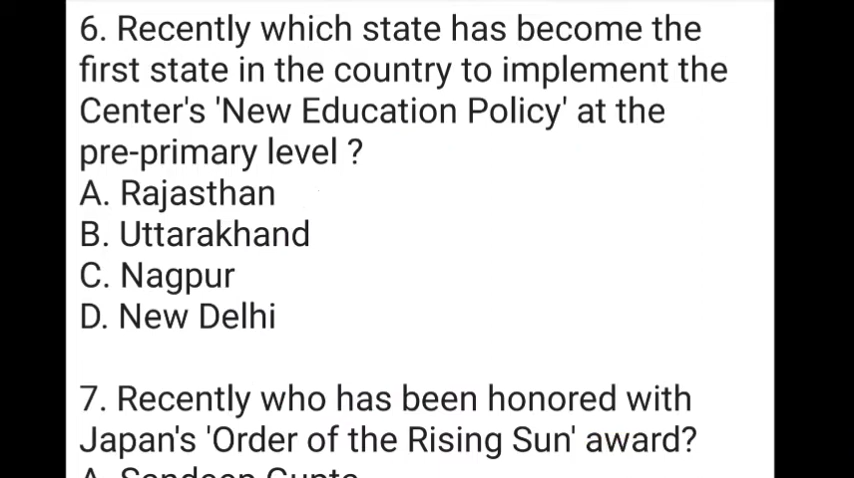 6. Recently which state has become the
first state in the country to implement the
Center's 'New Education Policy' at the
pre-primary level ?
A. Rajasthan
B. Uttarakhand
C. Nagpur
D. New Delhi
7. Recently who has been honored with
Japan's 'Order of the Rising Sun' award?
A. Sandeep Gupta